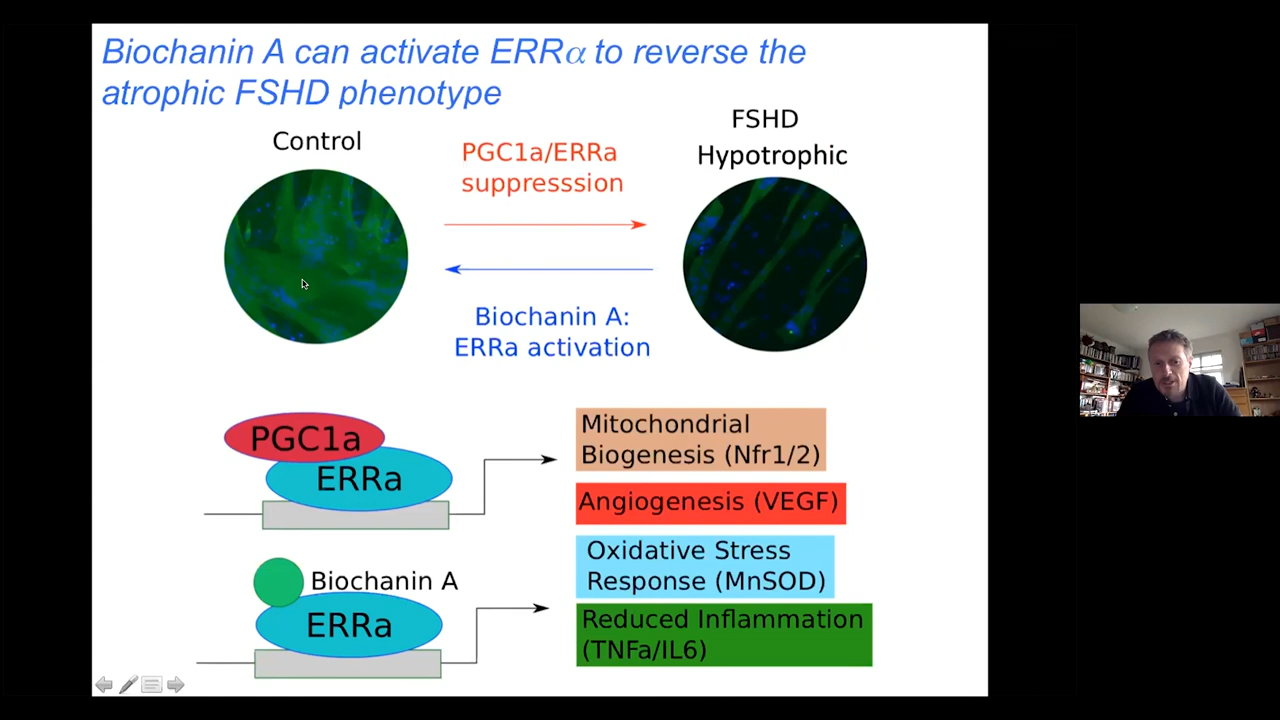 Biochanin A can activate ERRα to reverse the
atrophic FSHD phenotype
Control
PGC1a/ERRa
suppresssion
FSHD
Hypotrophic
Biochanin A:
ERRa activation
PGC1a
ERRa
Mitochondrial
Biogenesis (Nfr1/2)
Angiogenesis (VEGF)
Oxidative Stress
Response (MnSOD)
Biochanin A
ERRa
Reduced Inflammation
(TNFa/IL6)